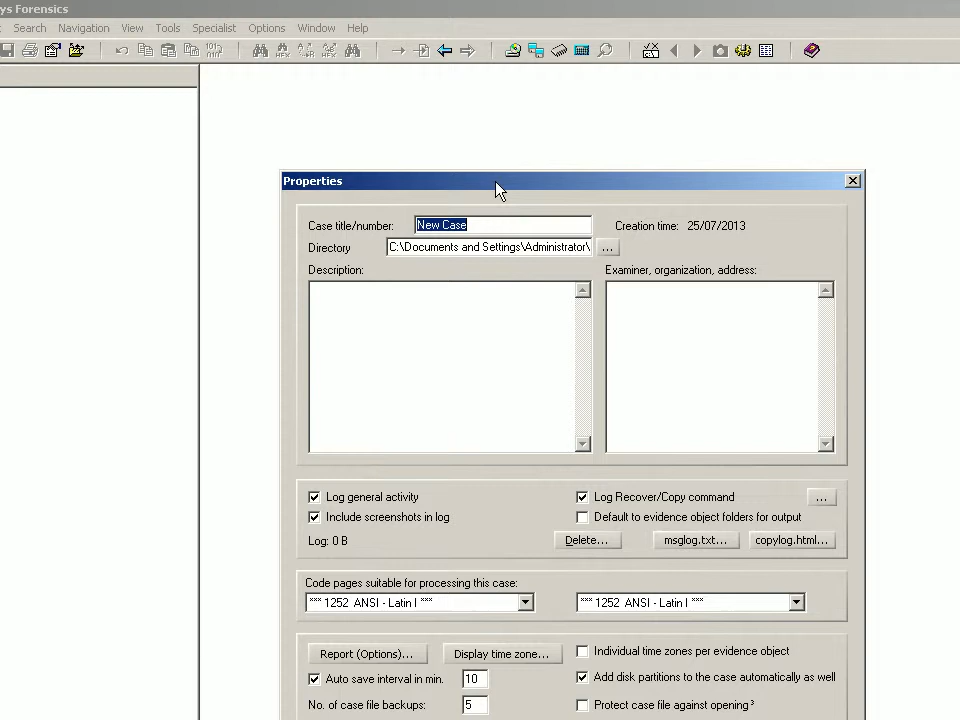 ys Forensics
Search Navigation View Tools Specialist Options Window Help
Properties
Case title/number: New Case Creation time: 25/07/2013
Directory C:\Documents and Settings\Administrator\ ...
Description: Examiner, organization, address:
Log general activity Log Recover/Copy command ...
Include screenshots in log Default to evidence object folders for output
Log: 0 B Delete... msglog.txt... copylog.html...
Code pages suitable for processing this case:
*** 1252 ANSI - Latin I *** *** 1252 ANSI - Latin I ***
Report (Options)... Display time zone... Individual time zones per evidence object
Auto save interval in min. 10 Add disk partitions to the case automatically as well
No. of case file backups: 5 Protect case file against opening³